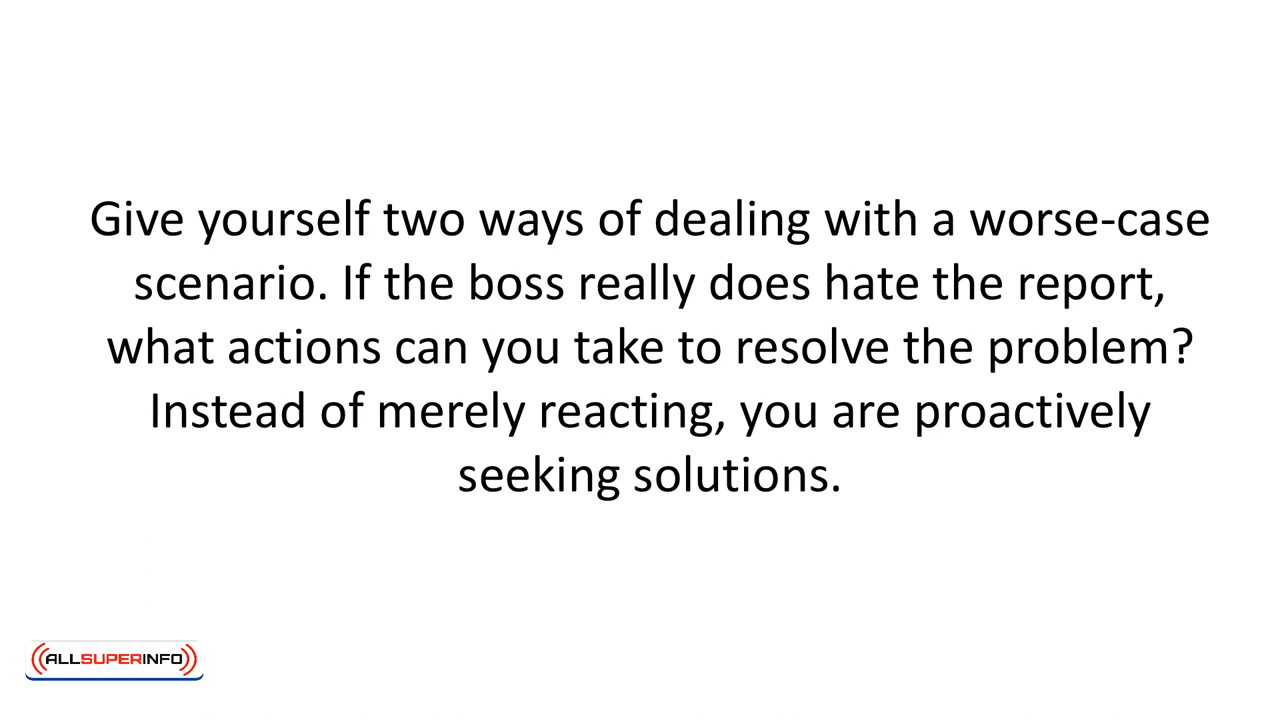 Give yourself two ways of dealing with a worse-case
scenario. If the boss really does hate the report,
what actions can you take to resolve the problem?
Instead of merely reacting, you are proactively
seeking solutions.
ALLSUPERINFO